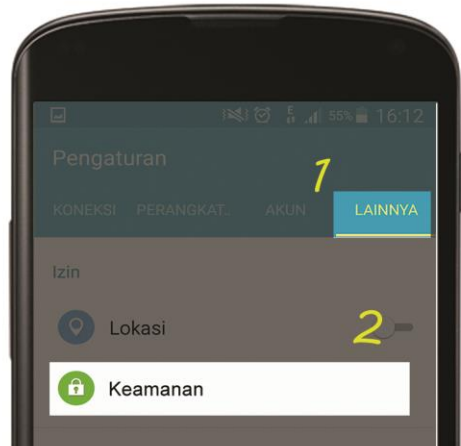 55% 16:12
Pengaturan
1
KONEKSI PERANGKAT.. AKUN LAINNYA
Izin
Lokasi
2
Keamanan